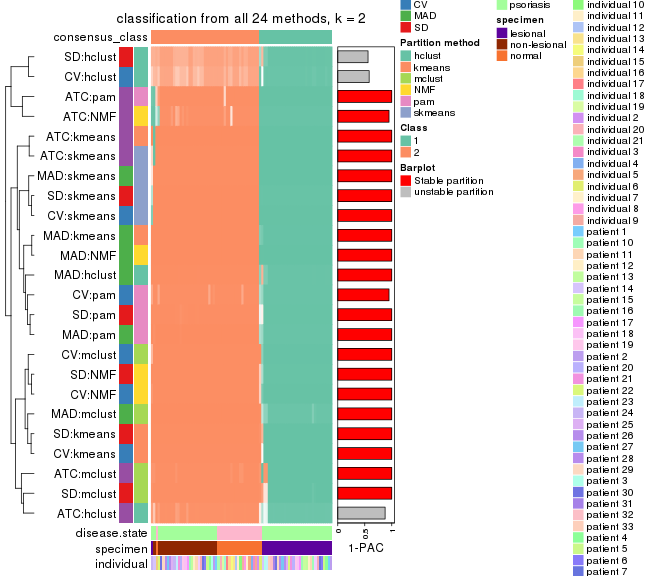 classification from all 24 methods, k = 2
consensus_class
SD:hclust
CV:hclust
ATC:pam
ATC:NMF
ATC:kmeans
ATC:skmeans
MAD:skmeans
SD:skmeans
CV:skmeans
MAD:kmeans
MAD:NMF
MAD:hclust
CV:pam
SD:pam
MAD:pam
CV:mclust
SD:NMF
CV:NMF
MAD:mclust
SD:kmeans
CV:kmeans
ATC:mclust
SD:mclust
ATC:hclust
disease.state
specimen
individual
0
0.5
1
1-PAC
CV
MAD
SD
Partition method
hclust
kmeans
mclust
NMF
pam
skmeans
Class
1
2
Barplot
Stable partition
unstable partition
psoriasis
specimen
lesional
non-lesional
normal
individual 10
individual 11
individual 12
individual 13
individual 14
individual 15
individual 16
individual 17
individual 18
individual 19
individual 2
individual 20
individual 21
individual 3
individual 4
individual 5
individual 6
individual 7
individual 8
individual 9
patient 1
patient 10
patient 11
patient 12
patient 13
patient 14
patient 15
patient 16
patient 17
patient 18
patient 19
patient 2
patient 20
patient 21
patient 22
patient 23
patient 24
patient 25
patient 26
patient 27
patient 28
patient 29
patient 3
patient 30
patient 31
patient 32
patient 33
patient 4
patient 5
patient 6
patient 7